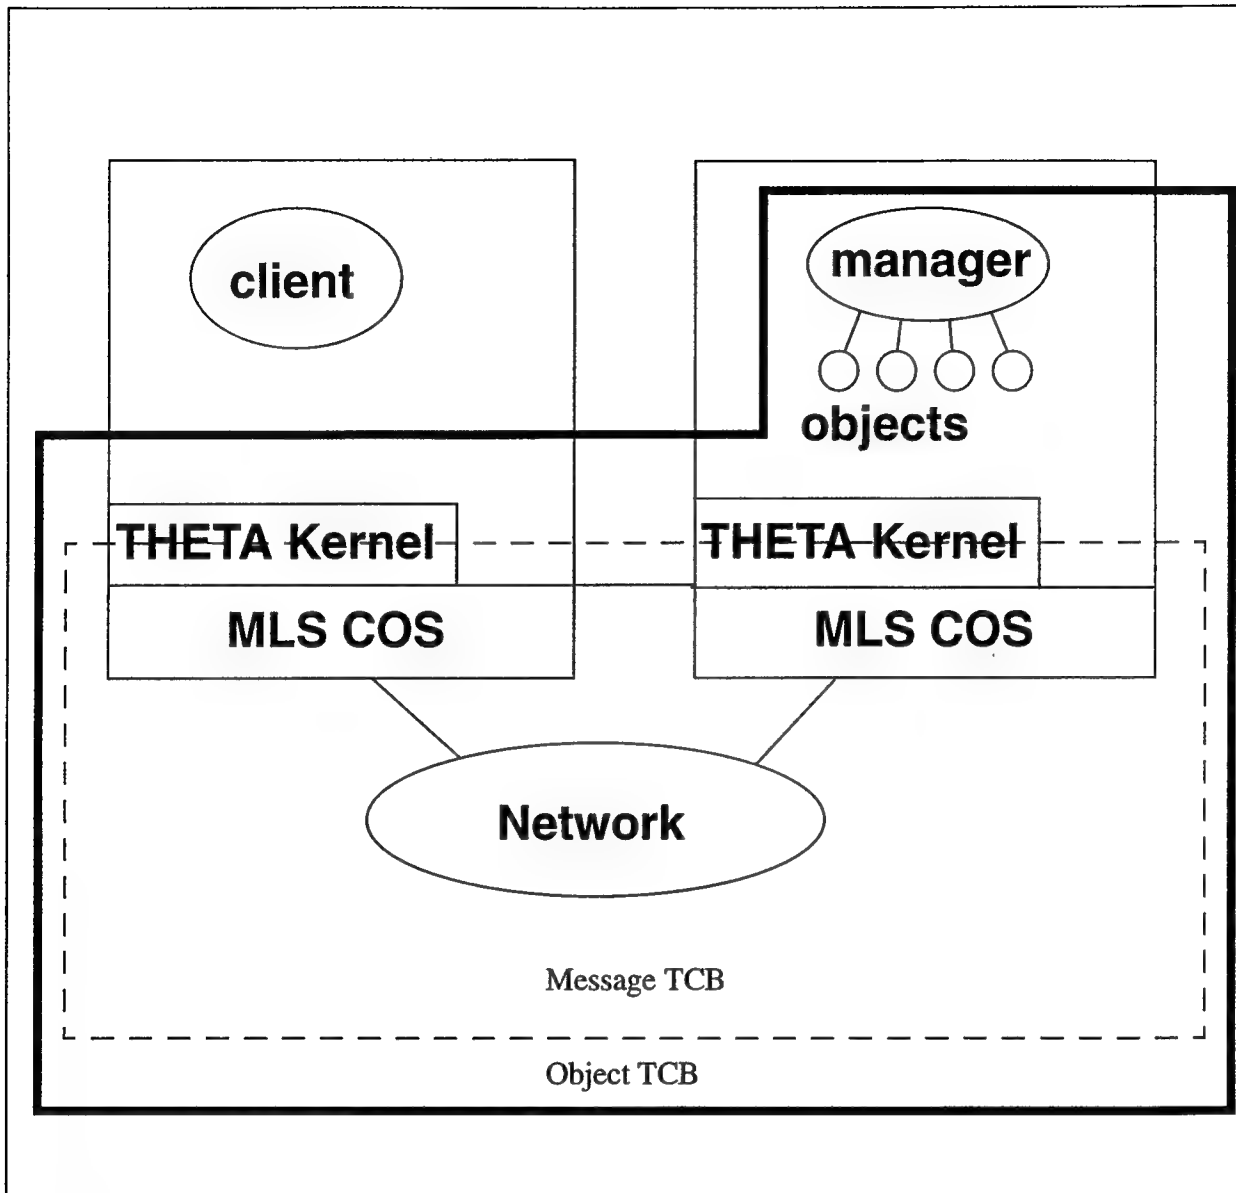 client
manager
objects
THETA Kernel
THETA Kernel
MLS COS
MLS COS
Network
Message TCB
Object TCB